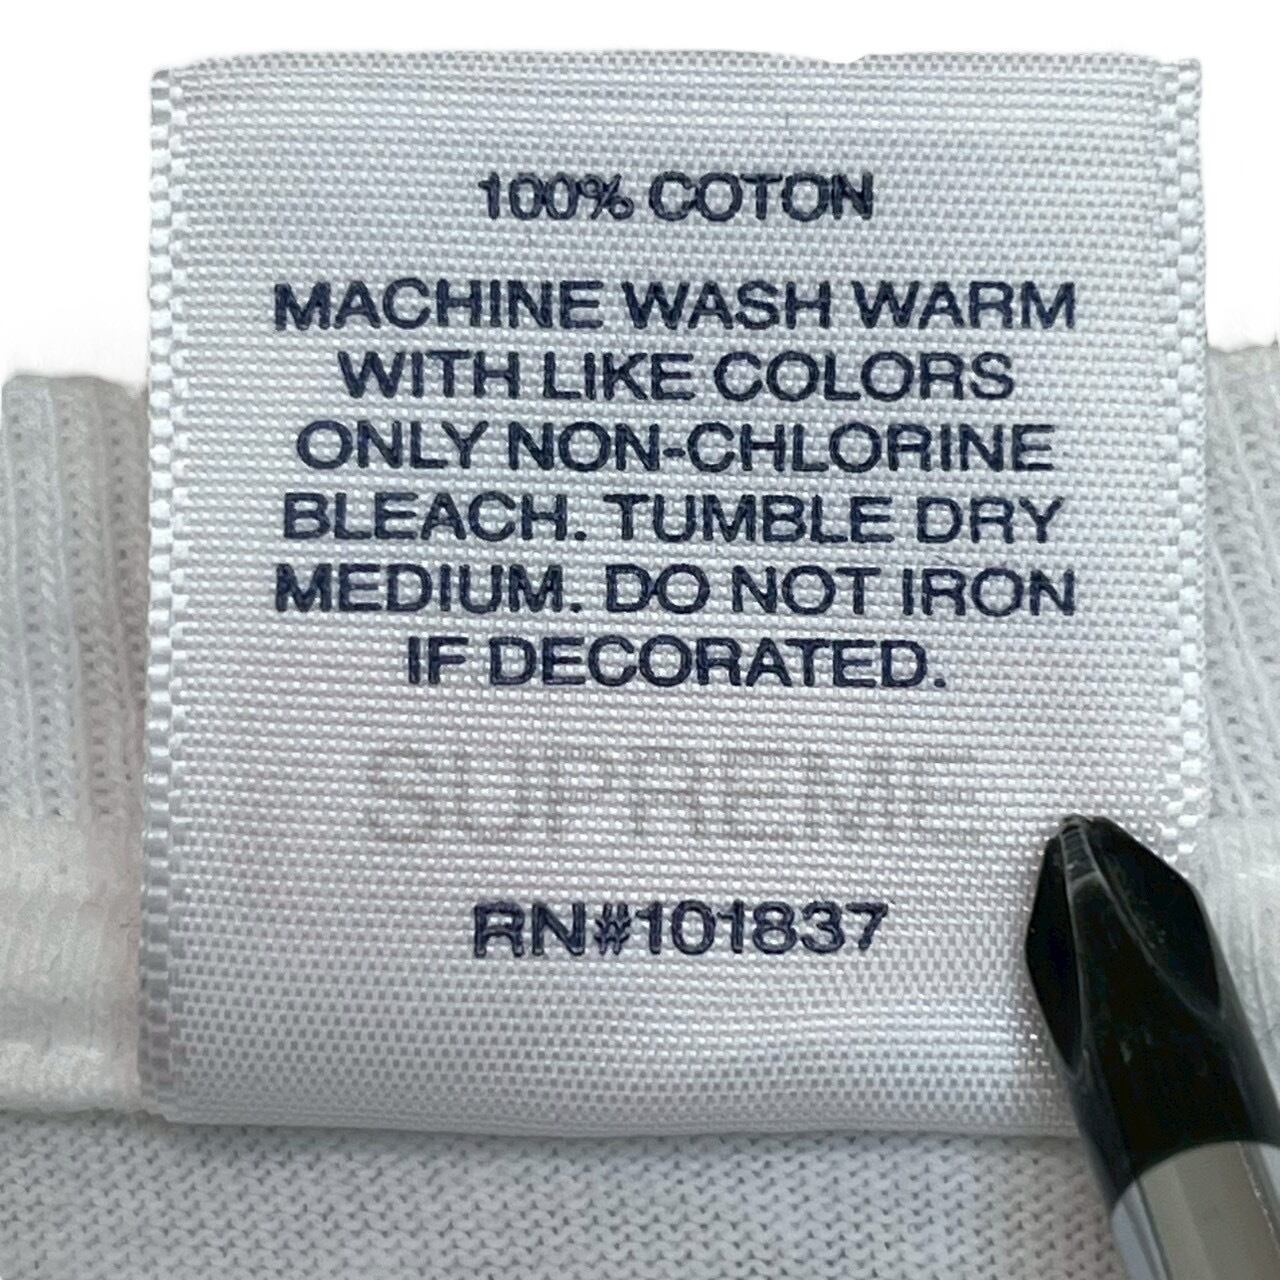 100% COTON
MACHINE WASH WARM
WITH LIKE COLORS
ONLY NON-CHLORINE
BLEACH. TUMBLE DRY
MEDIUM. DO NOT IRON
IF DECORATED.
SUPREME
RN#101837